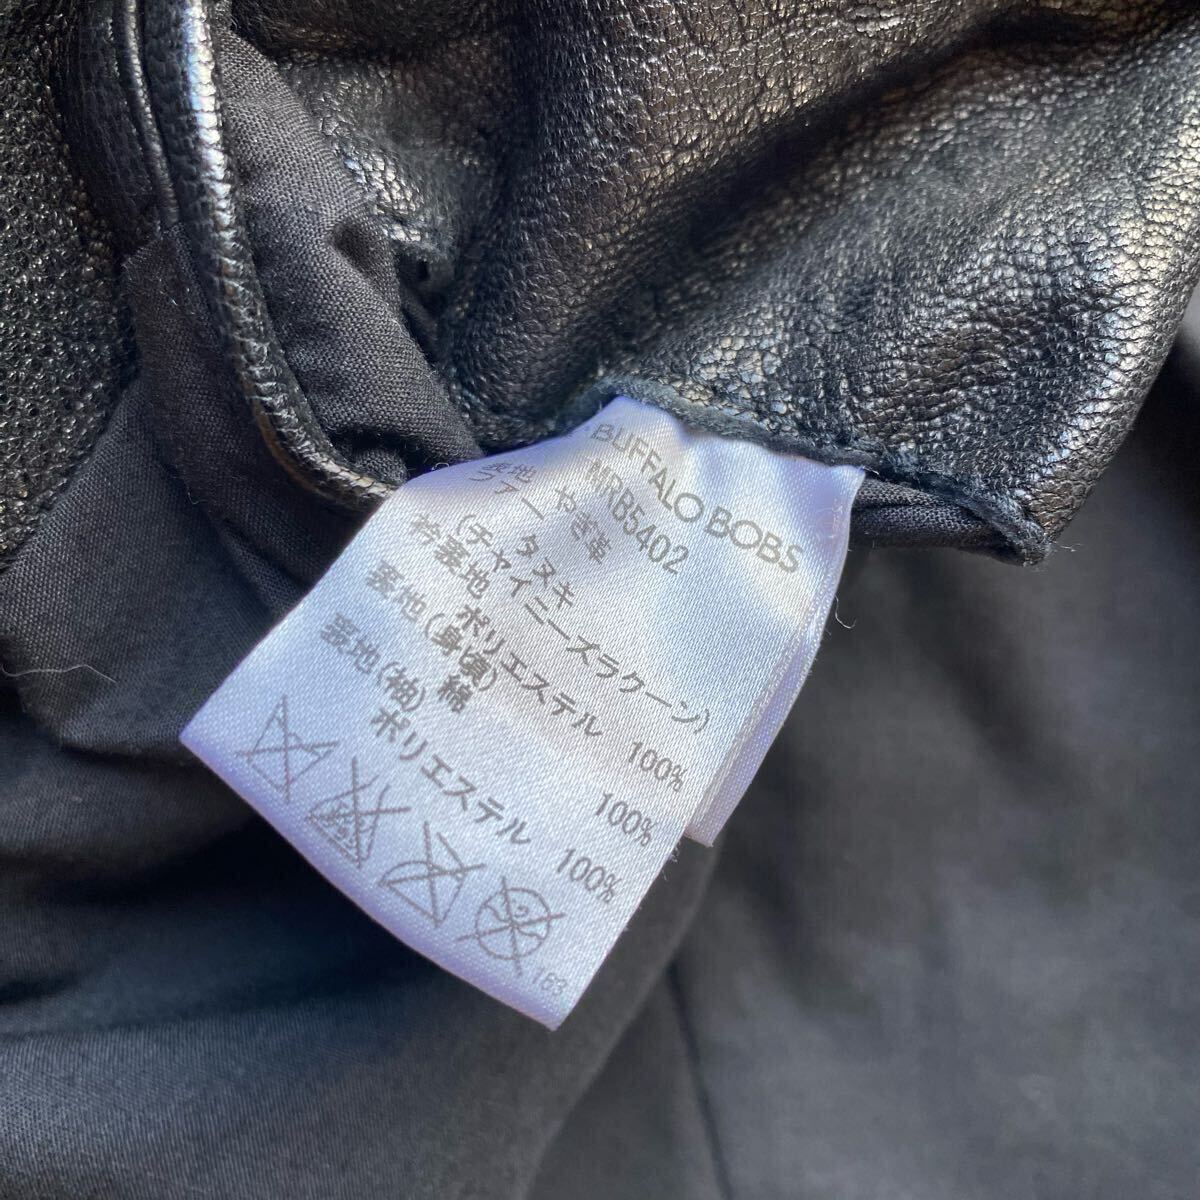 BUFFALO BOBS
MRB5402
表地 やぎ革
ファー タヌキ
(チャイニーズラクーン)
衿裏地 ポリエステル 100%
裏地(身頃) 綿 100%
裏地(袖) ポリエステル 100%
163